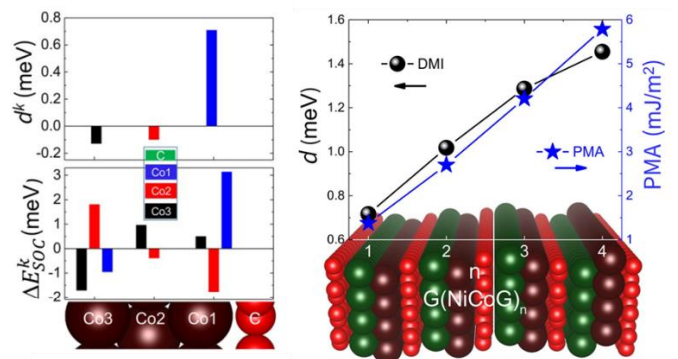 0.8
0.6
0.4
0.2
0.0
-0.2
dᵏ (meV)
C
Co1
Co2
Co3
3
2
1
0
-1
-2
ΔEᵏSOC (meV)
Co3 Co2 Co1 C
1.6
1.4
1.2
1.0
0.8
0.6
d (meV)
DMI
PMA
6
5
4
3
2
1
PMA (mJ/m²)
1 2 3 4
n
G(NiCoG)ₙ